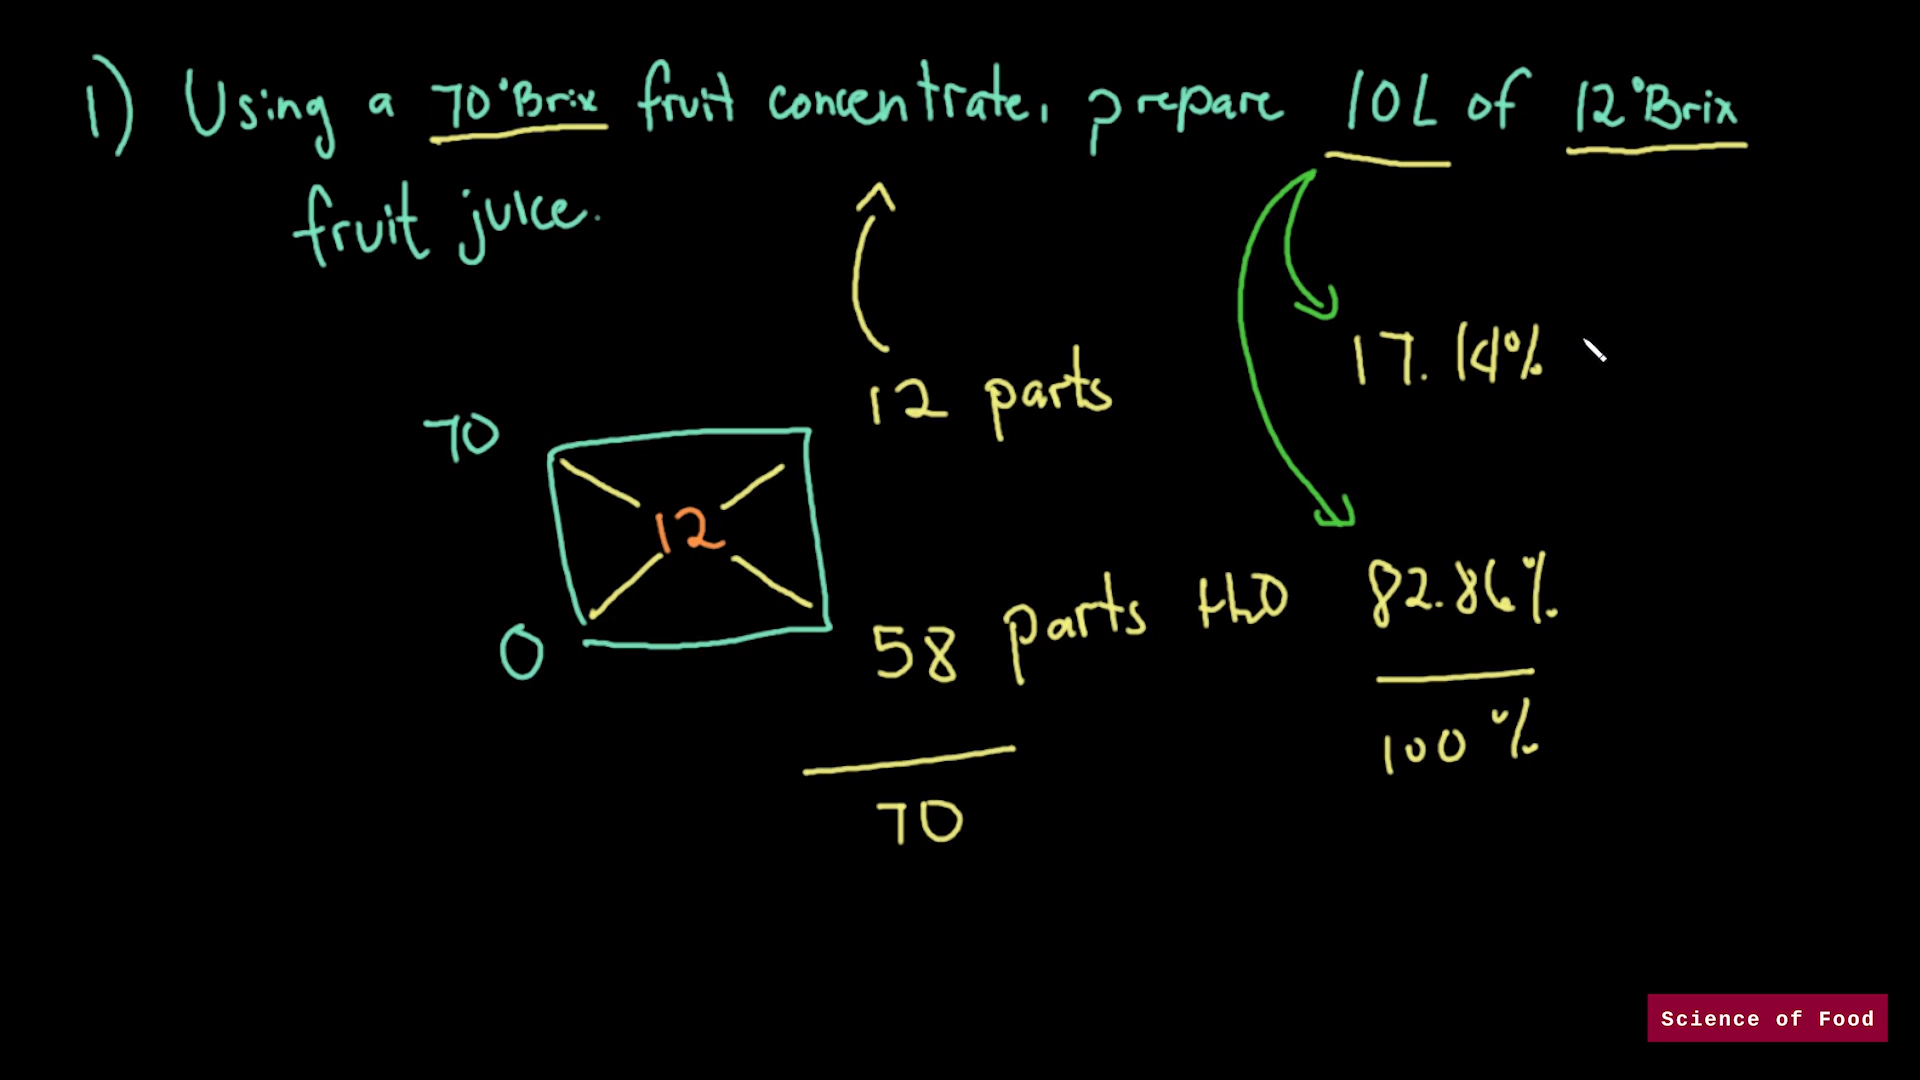 1) Using a 70°Brix fruit concentrate, prepare 10L of 12°Brix
fruit juice.
17.14%
12 parts
70
12
82.86%
58 parts H2O
0
100%
70
Science of Food